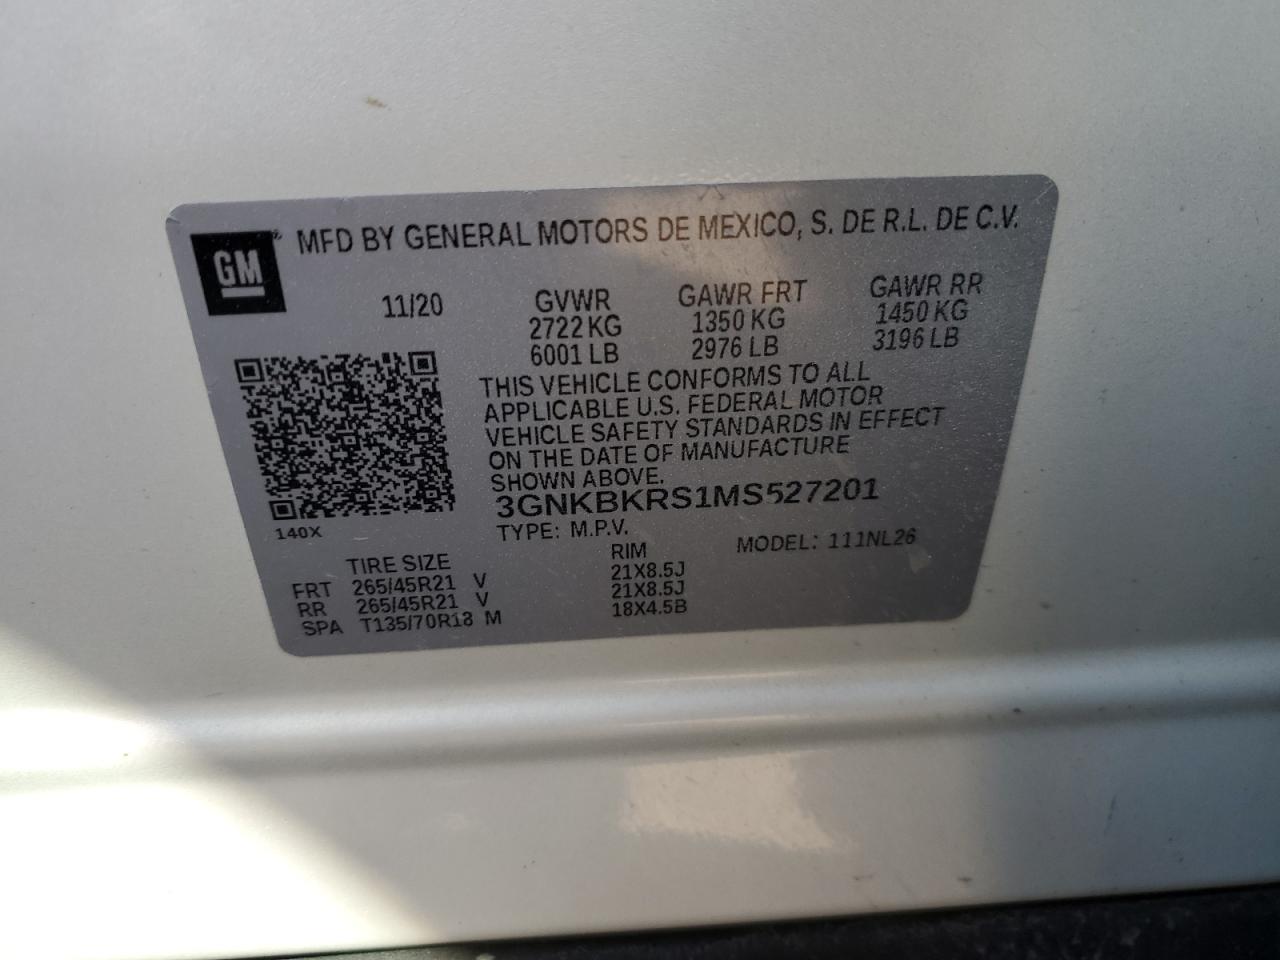 GM® MFD BY GENERAL MOTORS DE MEXICO, S. DE R.L. DE C.V.
11/20 GVWR GAWR FRT GAWR RR
2722 KG 1350 KG 1450 KG
6001 LB 2976 LB 3196 LB
THIS VEHICLE CONFORMS TO ALL
APPLICABLE U.S. FEDERAL MOTOR
VEHICLE SAFETY STANDARDS IN EFFECT
ON THE DATE OF MANUFACTURE
SHOWN ABOVE.
3GNKBKRS1MS527201
140X TYPE: M.P.V. MODEL: 111NL26
TIRE SIZE RIM
FRT 265/45R21 V 21X8.5J
RR 265/45R21 V 21X8.5J
SPA T135/70R18 M 18X4.5B